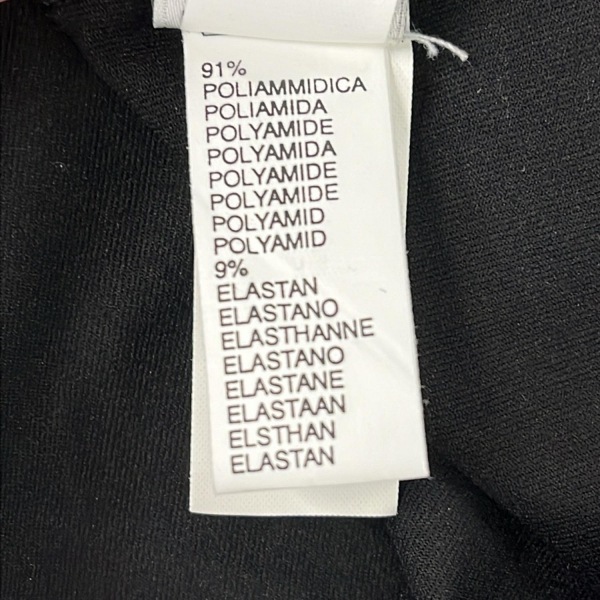 91%
POLIAMMIDICA
POLIAMIDA
POLYAMIDE
POLYAMIDA
POLYAMIDE
POLYAMIDE
POLYAMID
POLYAMID
9%
ELASTAN
ELASTANO
ELASTHANNE
ELASTANO
ELASTANE
ELASTAAN
ELSTHAN
ELASTAN